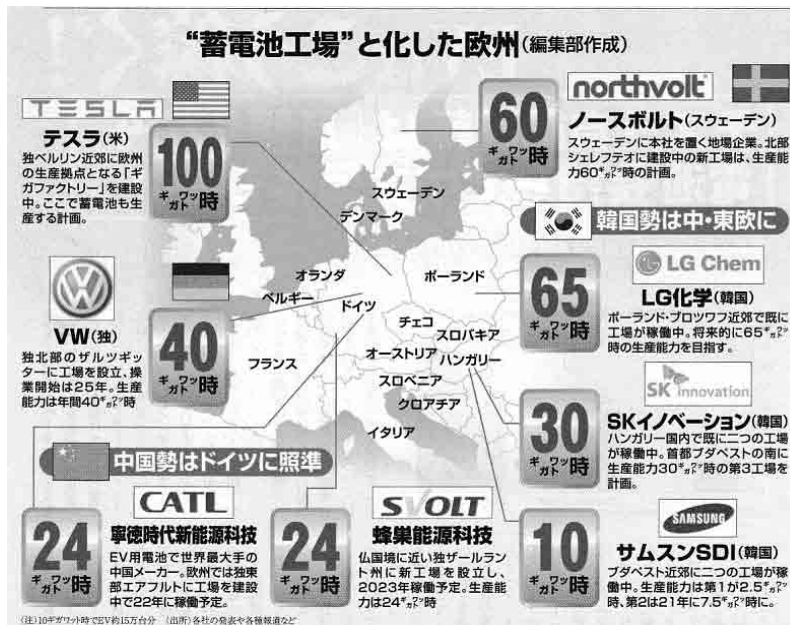 “蓄電池工場”と化した欧州(編集部作成)
TESLA
テスラ(米)
独ベルリン近郊に欧州
の生産拠点となる「ギ
ガファクトリー」を建設
中。ここで蓄電池も生
産する計画。
100
ギガワット時
northvolt
ノースボルト(スウェーデン)
スウェーデンに本社を置く地場企業。北部
シェレフテオに建設中の新工場は、生産能
力60ギガワット時の計画。
60
ギガワット時
スウェーデン
デンマーク
オランダ
ベルギー
ドイツ
ポーランド
チェコ
スロバキア
フランス
オーストリア
ハンガリー
スロベニア
クロアチア
イタリア
VW(独)
独北部のザルツギッ
ターに工場を設立、操
業開始は25年。生産
能力は年間40ギガワット時
40
ギガワット時
韓国勢は中・東欧に
LG Chem
LG化学(韓国)
ポーランド・ブロツワフ近郊で既に
工場が稼働中。将来的に65ギガワット
時の生産能力を目指す。
65
ギガワット時
SK innovation
SKイノベーション(韓国)
ハンガリー国内で既に二つの工場
が稼働中。首都ブダペストの南に
生産能力30ギガワット時の第3工場を
計画。
30
ギガワット時
SAMSUNG
サムスンSDI(韓国)
ブダペスト近郊に二つの工場が稼
働中。生産能力は第1が2.5ギガワット
時、第2は21年に7.5ギガワット時に。
10
ギガワット時
中国勢はドイツに照準
CATL
寧徳時代新能源科技
EV用電池で世界最大手の
中国メーカー。欧州では独東
部エアフルトに工場を建設
中で22年に稼働予定。
24
ギガワット時
SVOLT
蜂巣能源科技
仏国境に近い独ザールラン
ト州に新工場を設立し、
2023年稼働予定。生産能
力は24ギガワット時
24
ギガワット時
(注)10ギガワット時でEV約15万台分 (出所)各社の発表や各種報道など